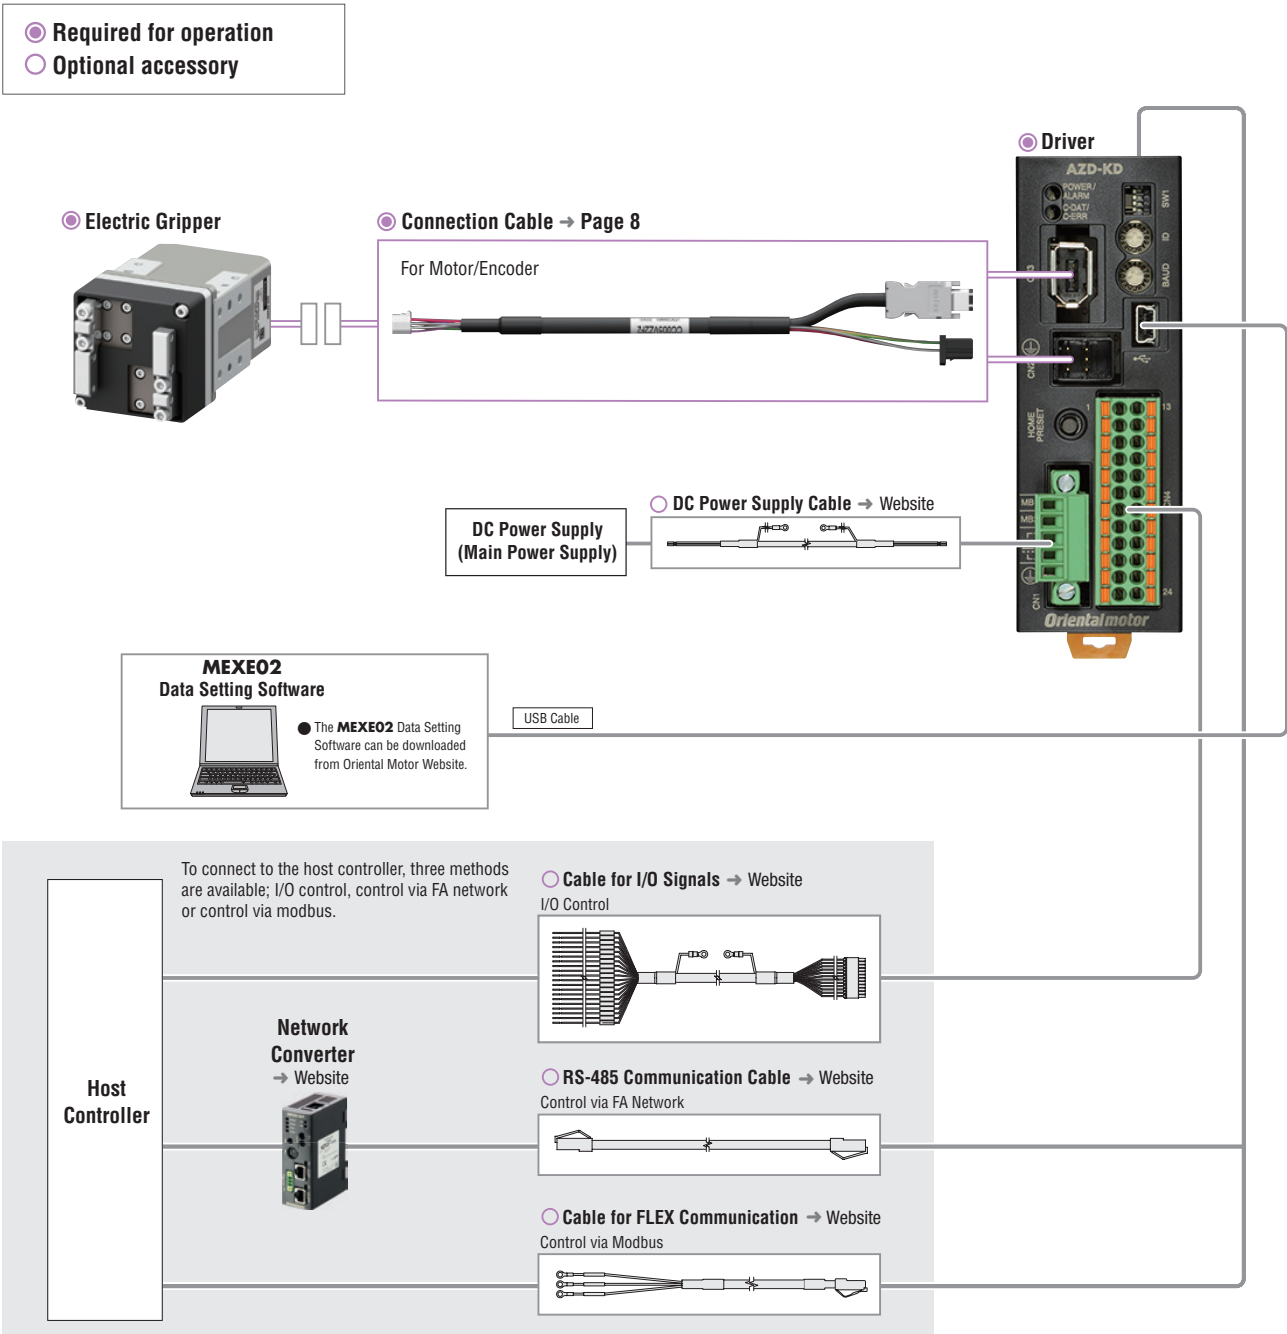 Required for operation
Optional accessory
Driver
AZD-KD
POWER/
ALARM
C-DAT/
C-ERR
SW1
ID
BAUD
CN3
CN2
HOME
PRESET
1
13
CN4
24
MB
MB
CN1
Orientalmotor
Electric Gripper
Connection Cable → Page 8
For Motor/Encoder
DC Power Supply Cable → Website
DC Power Supply
(Main Power Supply)
MEXE02
Data Setting Software
● The MEXE02 Data Setting
Software can be downloaded
from Oriental Motor Website.
USB Cable
To connect to the host controller, three methods
are available; I/O control, control via FA network
or control via modbus.
Cable for I/O Signals → Website
I/O Control
Network
Converter
→ Website
Host
Controller
RS-485 Communication Cable → Website
Control via FA Network
Cable for FLEX Communication → Website
Control via Modbus